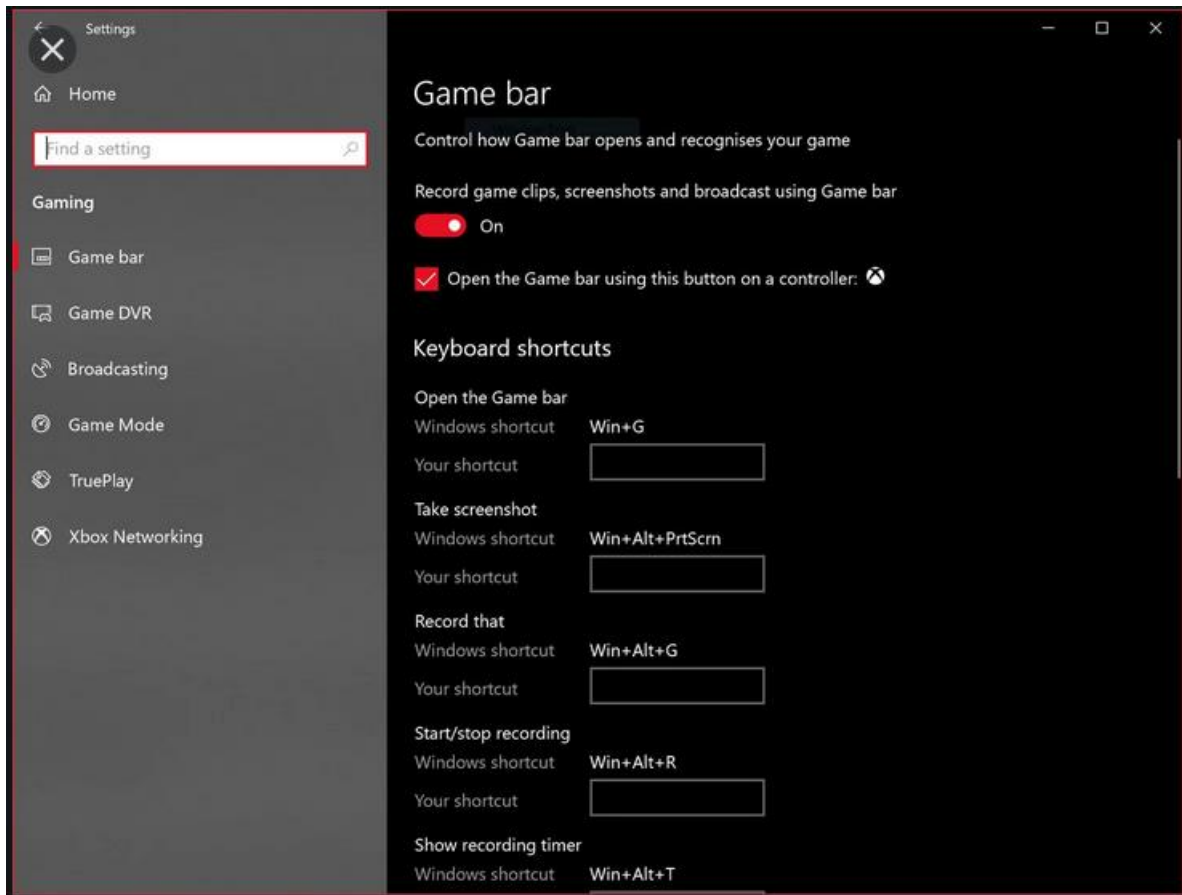 Settings
Home
Find a setting
Gaming
Game bar
Game DVR
Broadcasting
Game Mode
TruePlay
Xbox Networking
Game bar
Control how Game bar opens and recognises your game
Record game clips, screenshots and broadcast using Game bar
On
Open the Game bar using this button on a controller:
Keyboard shortcuts
Open the Game bar
Windows shortcut Win+G
Your shortcut
Take screenshot
Windows shortcut Win+Alt+PrtScrn
Your shortcut
Record that
Windows shortcut Win+Alt+G
Your shortcut
Start/stop recording
Windows shortcut Win+Alt+R
Your shortcut
Show recording timer
Windows shortcut Win+Alt+T